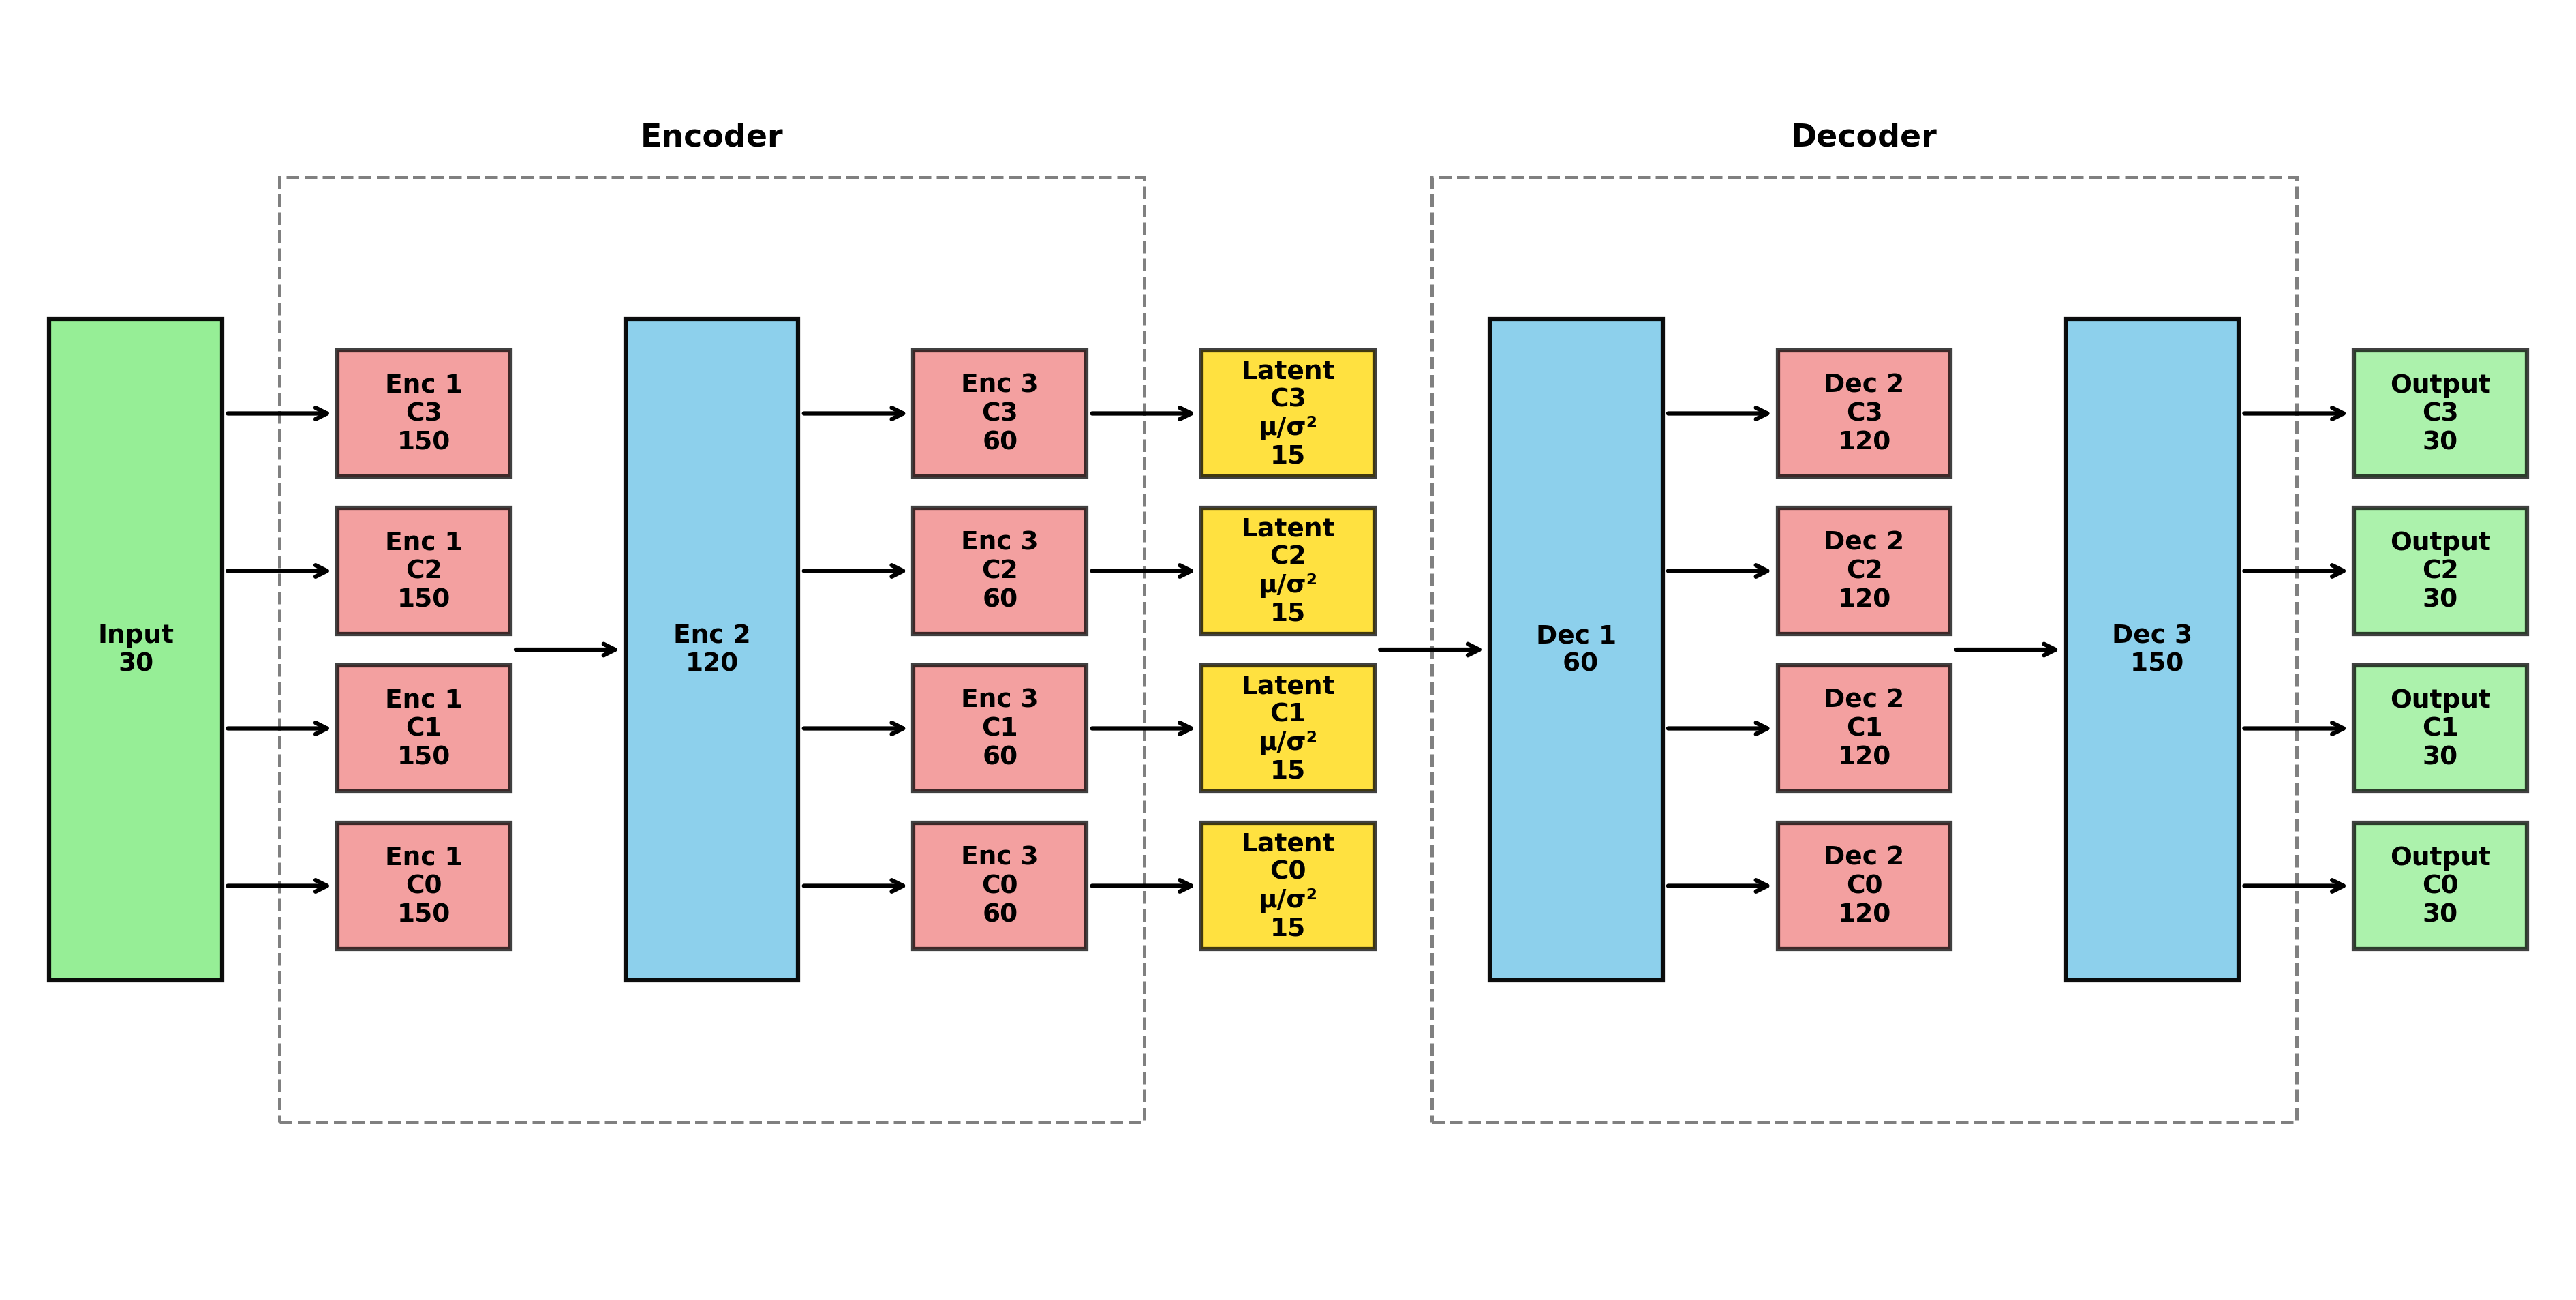 Encoder
Decoder
Input
30
Enc 1
C3
150
Enc 1
C2
150
Enc 1
C1
150
Enc 1
C0
150
Enc 2
120
Enc 3
C3
60
Enc 3
C2
60
Enc 3
C1
60
Enc 3
C0
60
Latent
C3
μ/σ²
15
Latent
C2
μ/σ²
15
Latent
C1
μ/σ²
15
Latent
C0
μ/σ²
15
Dec 1
60
Dec 2
C3
120
Dec 2
C2
120
Dec 2
C1
120
Dec 2
C0
120
Dec 3
150
Output
C3
30
Output
C2
30
Output
C1
30
Output
C0
30